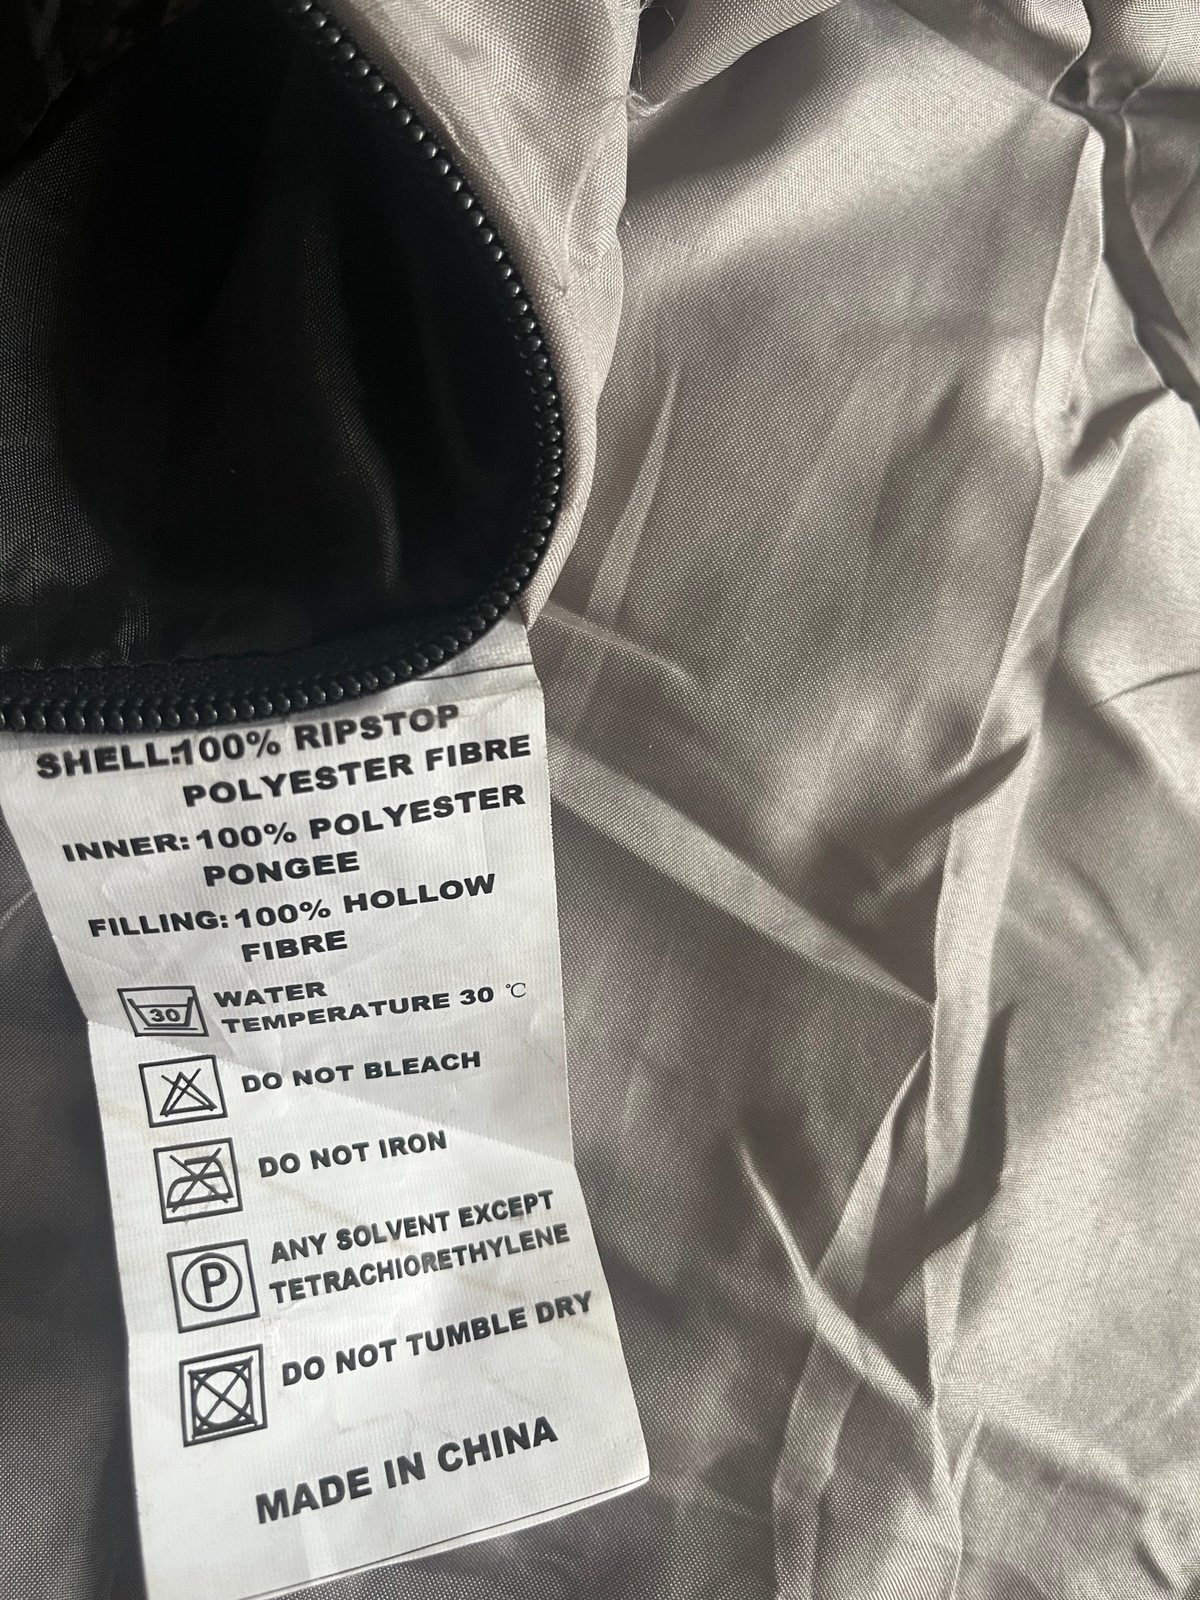 SHELL:100% RIPSTOP
POLYESTER FIBRE
INNER: 100% POLYESTER
PONGEE
FILLING: 100% HOLLOW
FIBRE
30 WATER
TEMPERATURE 30 ℃
DO NOT BLEACH
DO NOT IRON
P ANY SOLVENT EXCEPT
TETRACHIORETHYLENE
DO NOT TUMBLE DRY
MADE IN CHINA